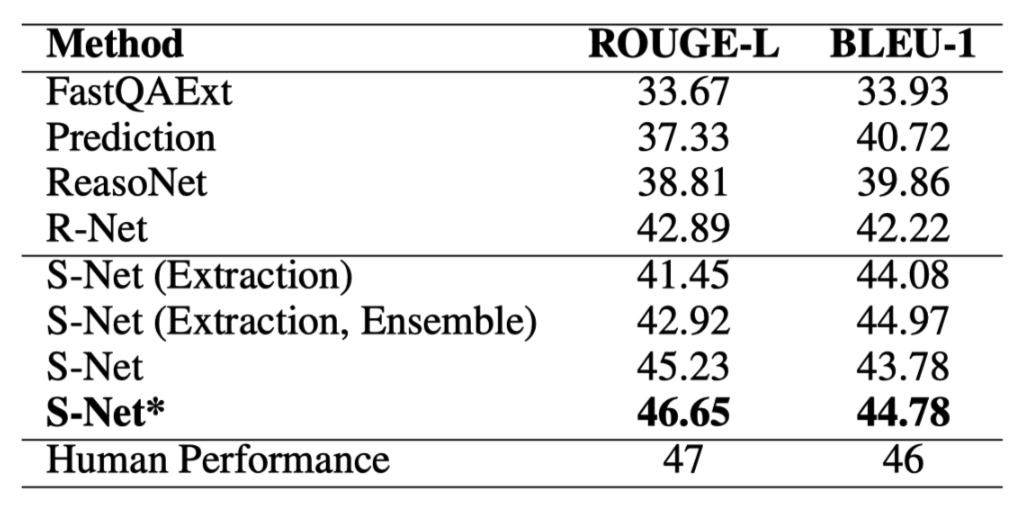 Method ROUGE-L BLEU-1
FastQAExt 33.67 33.93
Prediction 37.33 40.72
ReasoNet 38.81 39.86
R-Net 42.89 42.22
S-Net (Extraction) 41.45 44.08
S-Net (Extraction, Ensemble) 42.92 44.97
S-Net 45.23 43.78
S-Net* 46.65 44.78
Human Performance 47 46